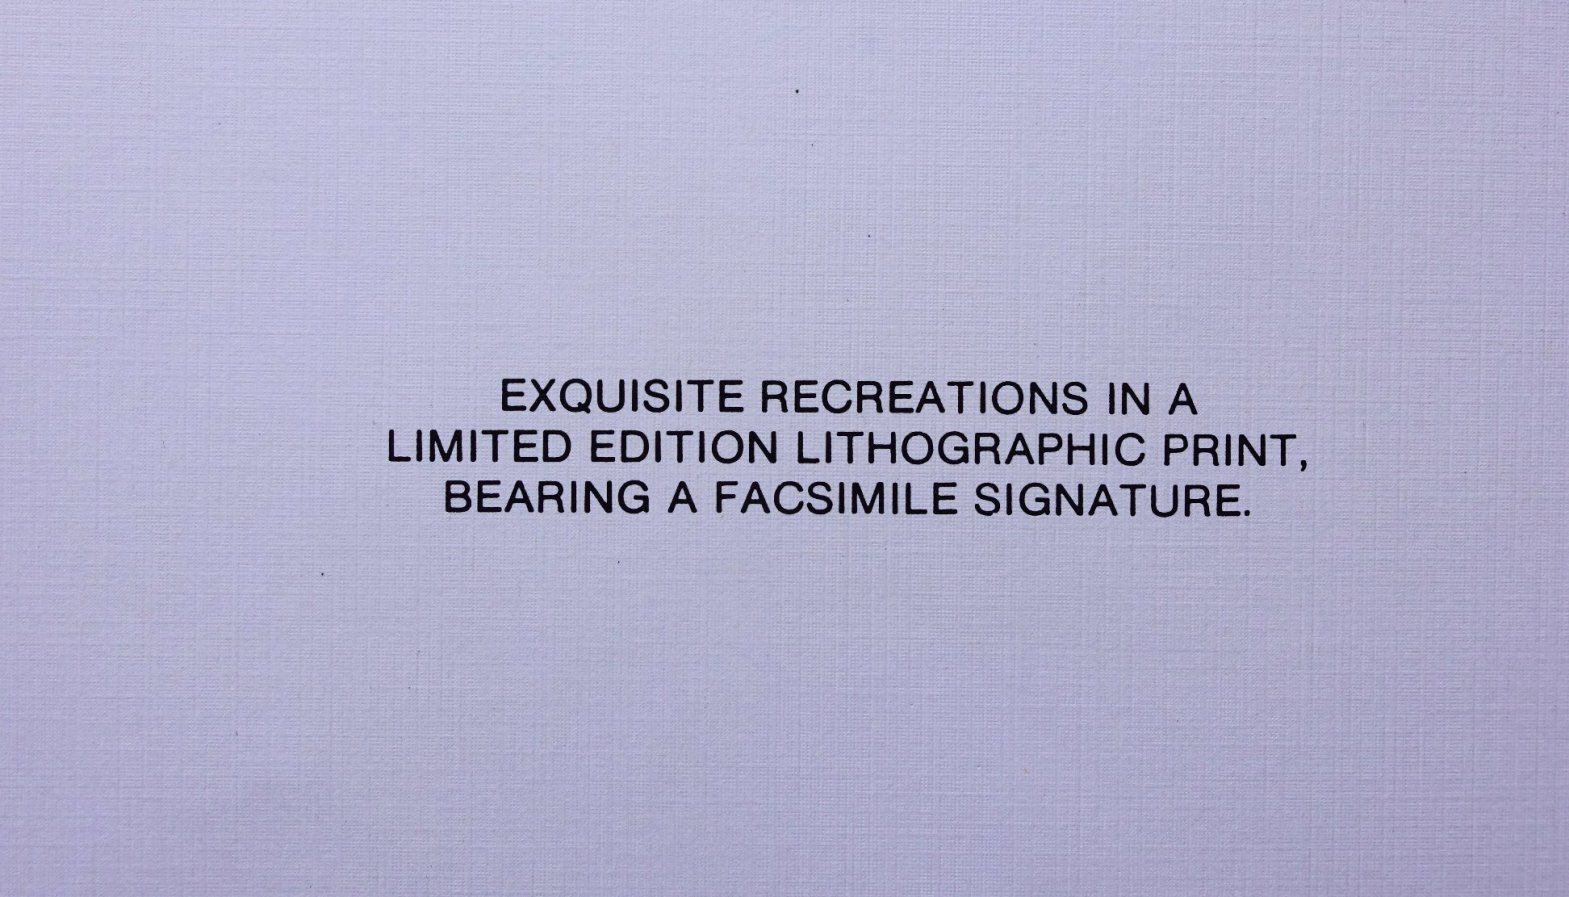 EXQUISITE RECREATIONS IN A
LIMITED EDITION LITHOGRAPHIC PRINT,
BEARING A FACSIMILE SIGNATURE.